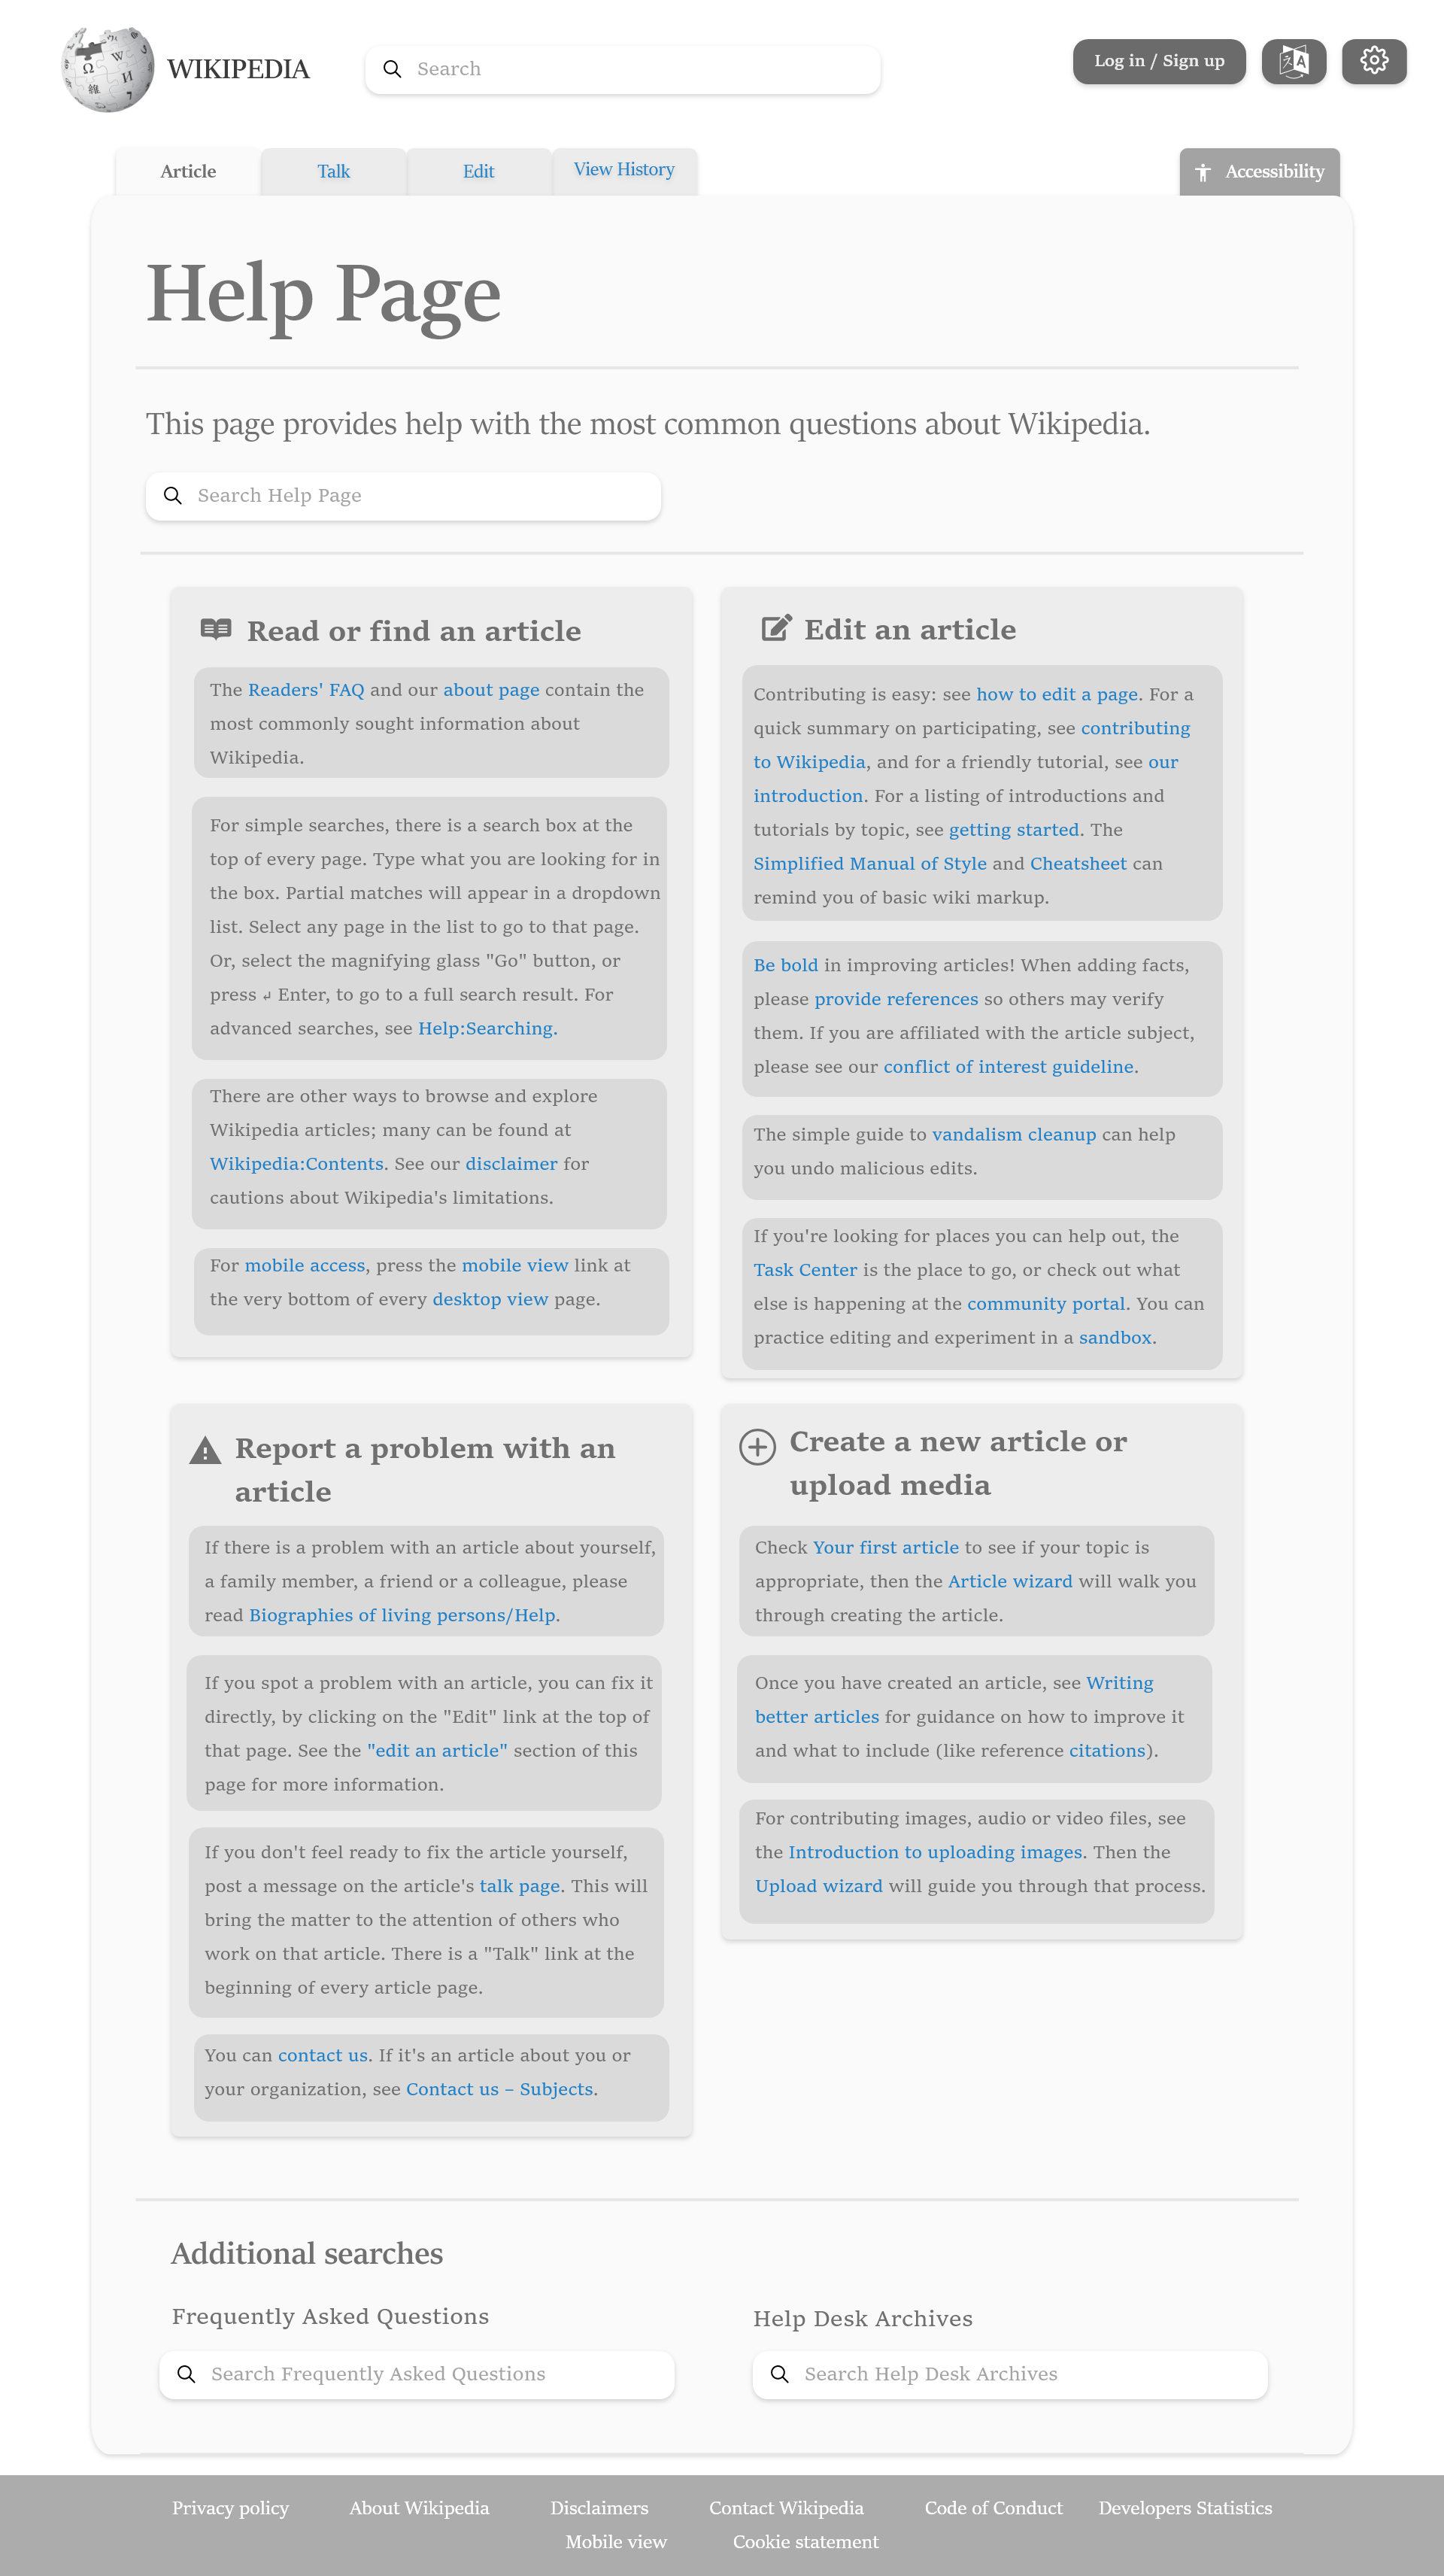 WIKIPEDIA
Search
Log in / Sign up
Article
Talk
Edit
View History
Accessibility
Help Page
This page provides help with the most common questions about Wikipedia.
Search Help Page
Read or find an article
The Readers' FAQ and our about page contain the
most commonly sought information about
Wikipedia.
For simple searches, there is a search box at the
top of every page. Type what you are looking for in
the box. Partial matches will appear in a dropdown
list. Select any page in the list to go to that page.
Or, select the magnifying glass "Go" button, or
press ↲ Enter, to go to a full search result. For
advanced searches, see Help:Searching.
There are other ways to browse and explore
Wikipedia articles; many can be found at
Wikipedia:Contents. See our disclaimer for
cautions about Wikipedia's limitations.
For mobile access, press the mobile view link at
the very bottom of every desktop view page.
Edit an article
Contributing is easy: see how to edit a page. For a
quick summary on participating, see contributing
to Wikipedia, and for a friendly tutorial, see our
introduction. For a listing of introductions and
tutorials by topic, see getting started. The
Simplified Manual of Style and Cheatsheet can
remind you of basic wiki markup.
Be bold in improving articles! When adding facts,
please provide references so others may verify
them. If you are affiliated with the article subject,
please see our conflict of interest guideline.
The simple guide to vandalism cleanup can help
you undo malicious edits.
If you're looking for places you can help out, the
Task Center is the place to go, or check out what
else is happening at the community portal. You can
practice editing and experiment in a sandbox.
Report a problem with an
article
If there is a problem with an article about yourself,
a family member, a friend or a colleague, please
read Biographies of living persons/Help.
If you spot a problem with an article, you can fix it
directly, by clicking on the "Edit" link at the top of
that page. See the "edit an article" section of this
page for more information.
If you don't feel ready to fix the article yourself,
post a message on the article's talk page. This will
bring the matter to the attention of others who
work on that article. There is a "Talk" link at the
beginning of every article page.
You can contact us. If it's an article about you or
your organization, see Contact us – Subjects.
Create a new article or
upload media
Check Your first article to see if your topic is
appropriate, then the Article wizard will walk you
through creating the article.
Once you have created an article, see Writing
better articles for guidance on how to improve it
and what to include (like reference citations).
For contributing images, audio or video files, see
the Introduction to uploading images. Then the
Upload wizard will guide you through that process.
Additional searches
Frequently Asked Questions
Search Frequently Asked Questions
Help Desk Archives
Search Help Desk Archives
Privacy policy
About Wikipedia
Disclaimers
Contact Wikipedia
Code of Conduct
Developers Statistics
Mobile view
Cookie statement